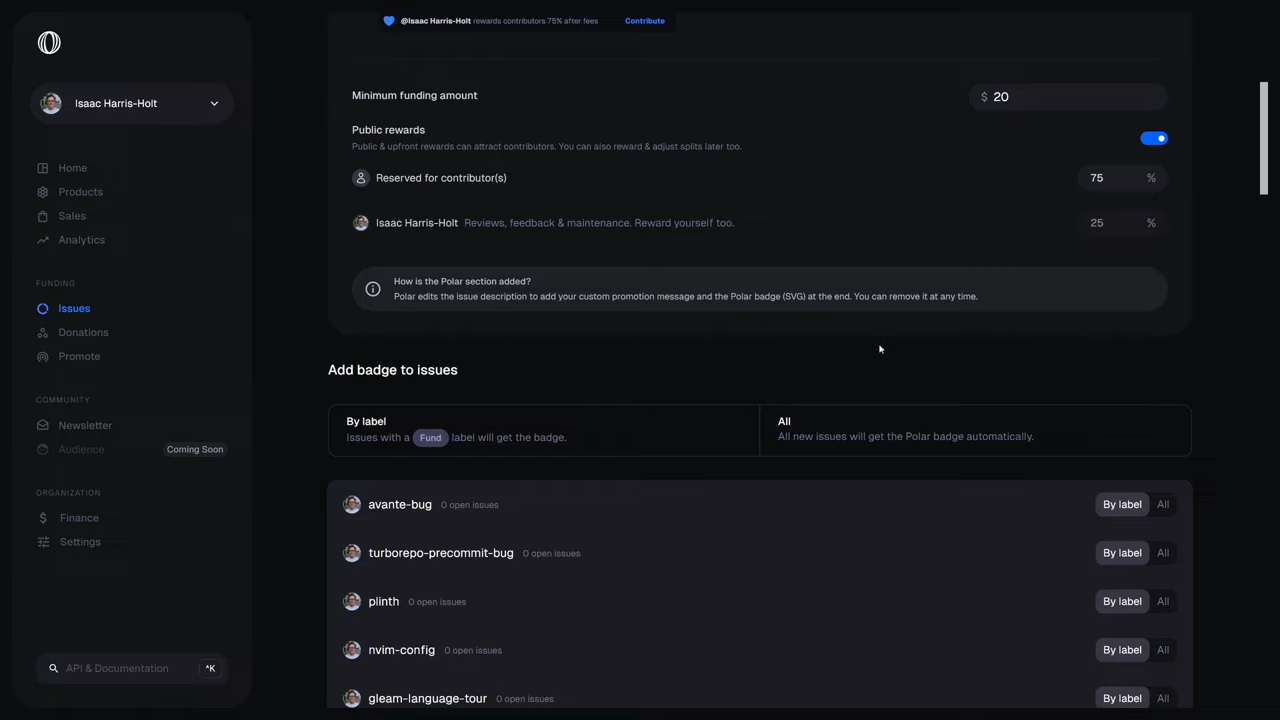 @Isaac Harris-Holt rewards contributors 75% after fees Contribute
Isaac Harris-Holt
Home
Products
Sales
Analytics
FUNDING
Issues
Donations
Promote
COMMUNITY
Newsletter
Audience Coming Soon
ORGANIZATION
Finance
Settings
API & Documentation ^K
Minimum funding amount $ 20
Public rewards
Public & upfront rewards can attract contributors. You can also reward & adjust splits later too.
Reserved for contributor(s) 75 %
Isaac Harris-Holt Reviews, feedback & maintenance. Reward yourself too. 25 %
How is the Polar section added?
Polar edits the issue description to add your custom promotion message and the Polar badge (SVG) at the end. You can remove it at any time.
Add badge to issues
By label
Issues with a Fund label will get the badge.
All
All new issues will get the Polar badge automatically.
avante-bug 0 open issues By label All
turborepo-precommit-bug 0 open issues By label All
plinth 0 open issues By label All
nvim-config 0 open issues By label All
gleam-language-tour 0 open issues By label All